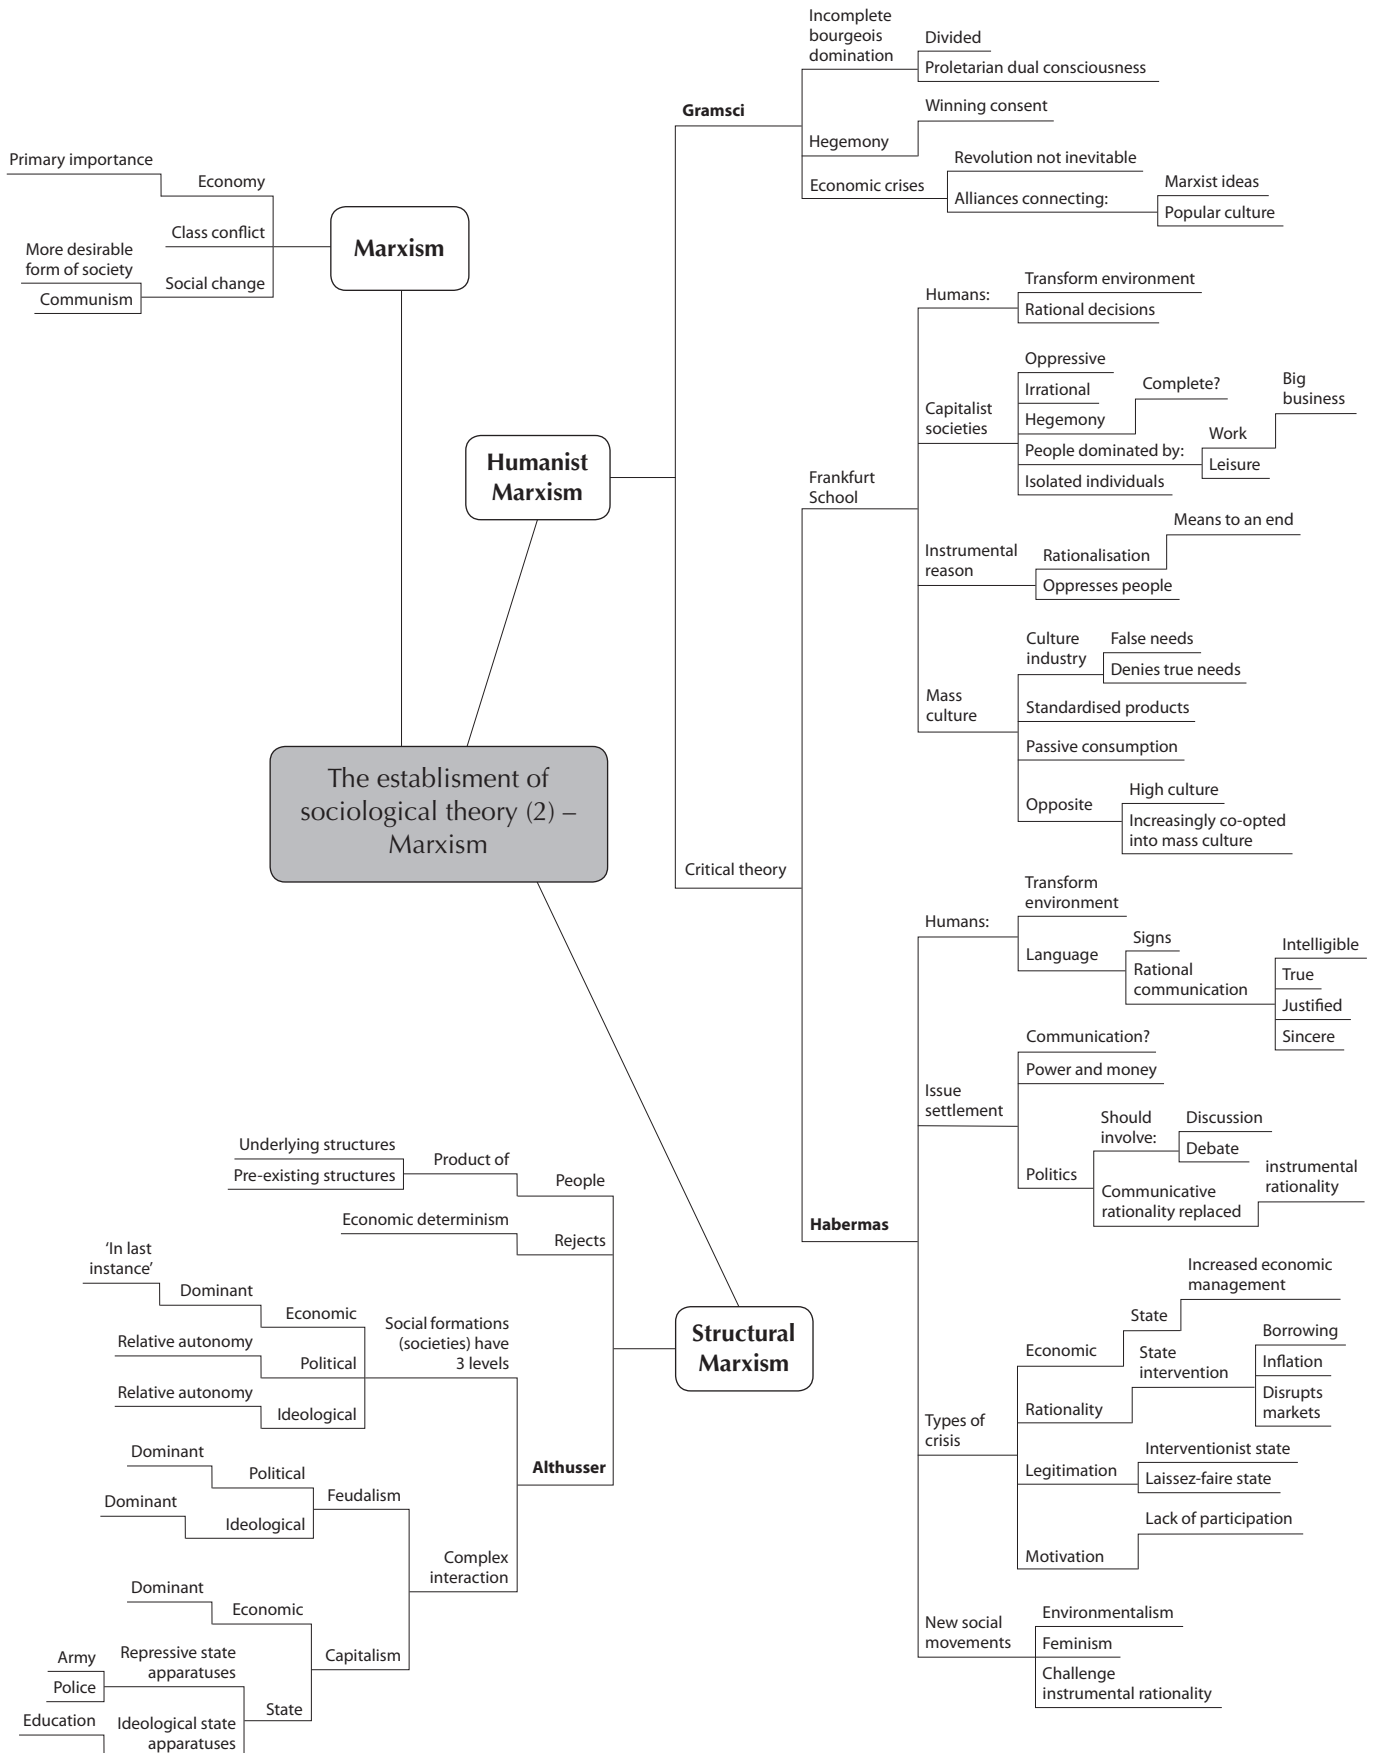 Primary importance
Economy
Class conflict
More desirable
form of society
Communism
Social change
Marxism
Humanist
Marxism
The establisment of
sociological theory (2) –
Marxism
Gramsci
Incomplete
bourgeois
domination
Divided
Proletarian dual consciousness
Hegemony
Winning consent
Economic crises
Revolution not inevitable
Alliances connecting:
Marxist ideas
Popular culture
Critical theory
Frankfurt
School
Humans:
Transform environment
Rational decisions
Capitalist
societies
Oppressive
Irrational
Hegemony
Complete?
People dominated by:
Work
Leisure
Big
business
Isolated individuals
Instrumental
reason
Rationalisation
Means to an end
Oppresses people
Mass
culture
Culture
industry
False needs
Denies true needs
Standardised products
Passive consumption
Opposite
High culture
Increasingly co-opted
into mass culture
Habermas
Humans:
Transform
environment
Language
Signs
Rational
communication
Intelligible
True
Justified
Sincere
Issue
settlement
Communication?
Power and money
Politics
Should
involve:
Discussion
Debate
Communicative
rationality replaced
instrumental
rationality
Types of
crisis
Economic
State
Increased economic
management
Rationality
State
intervention
Borrowing
Inflation
Disrupts
markets
Legitimation
Interventionist state
Laissez-faire state
Motivation
Lack of participation
New social
movements
Environmentalism
Feminism
Challenge
instrumental rationality
Structural
Marxism
People
Product of
Underlying structures
Pre-existing structures
Rejects
Economic determinism
Althusser
Social formations
(societies) have
3 levels
Economic
Dominant
‘In last
instance’
Political
Relative autonomy
Ideological
Relative autonomy
Complex
interaction
Feudalism
Political
Dominant
Ideological
Dominant
Capitalism
Economic
Dominant
State
Repressive state
apparatuses
Army
Police
Ideological state
apparatuses
Education